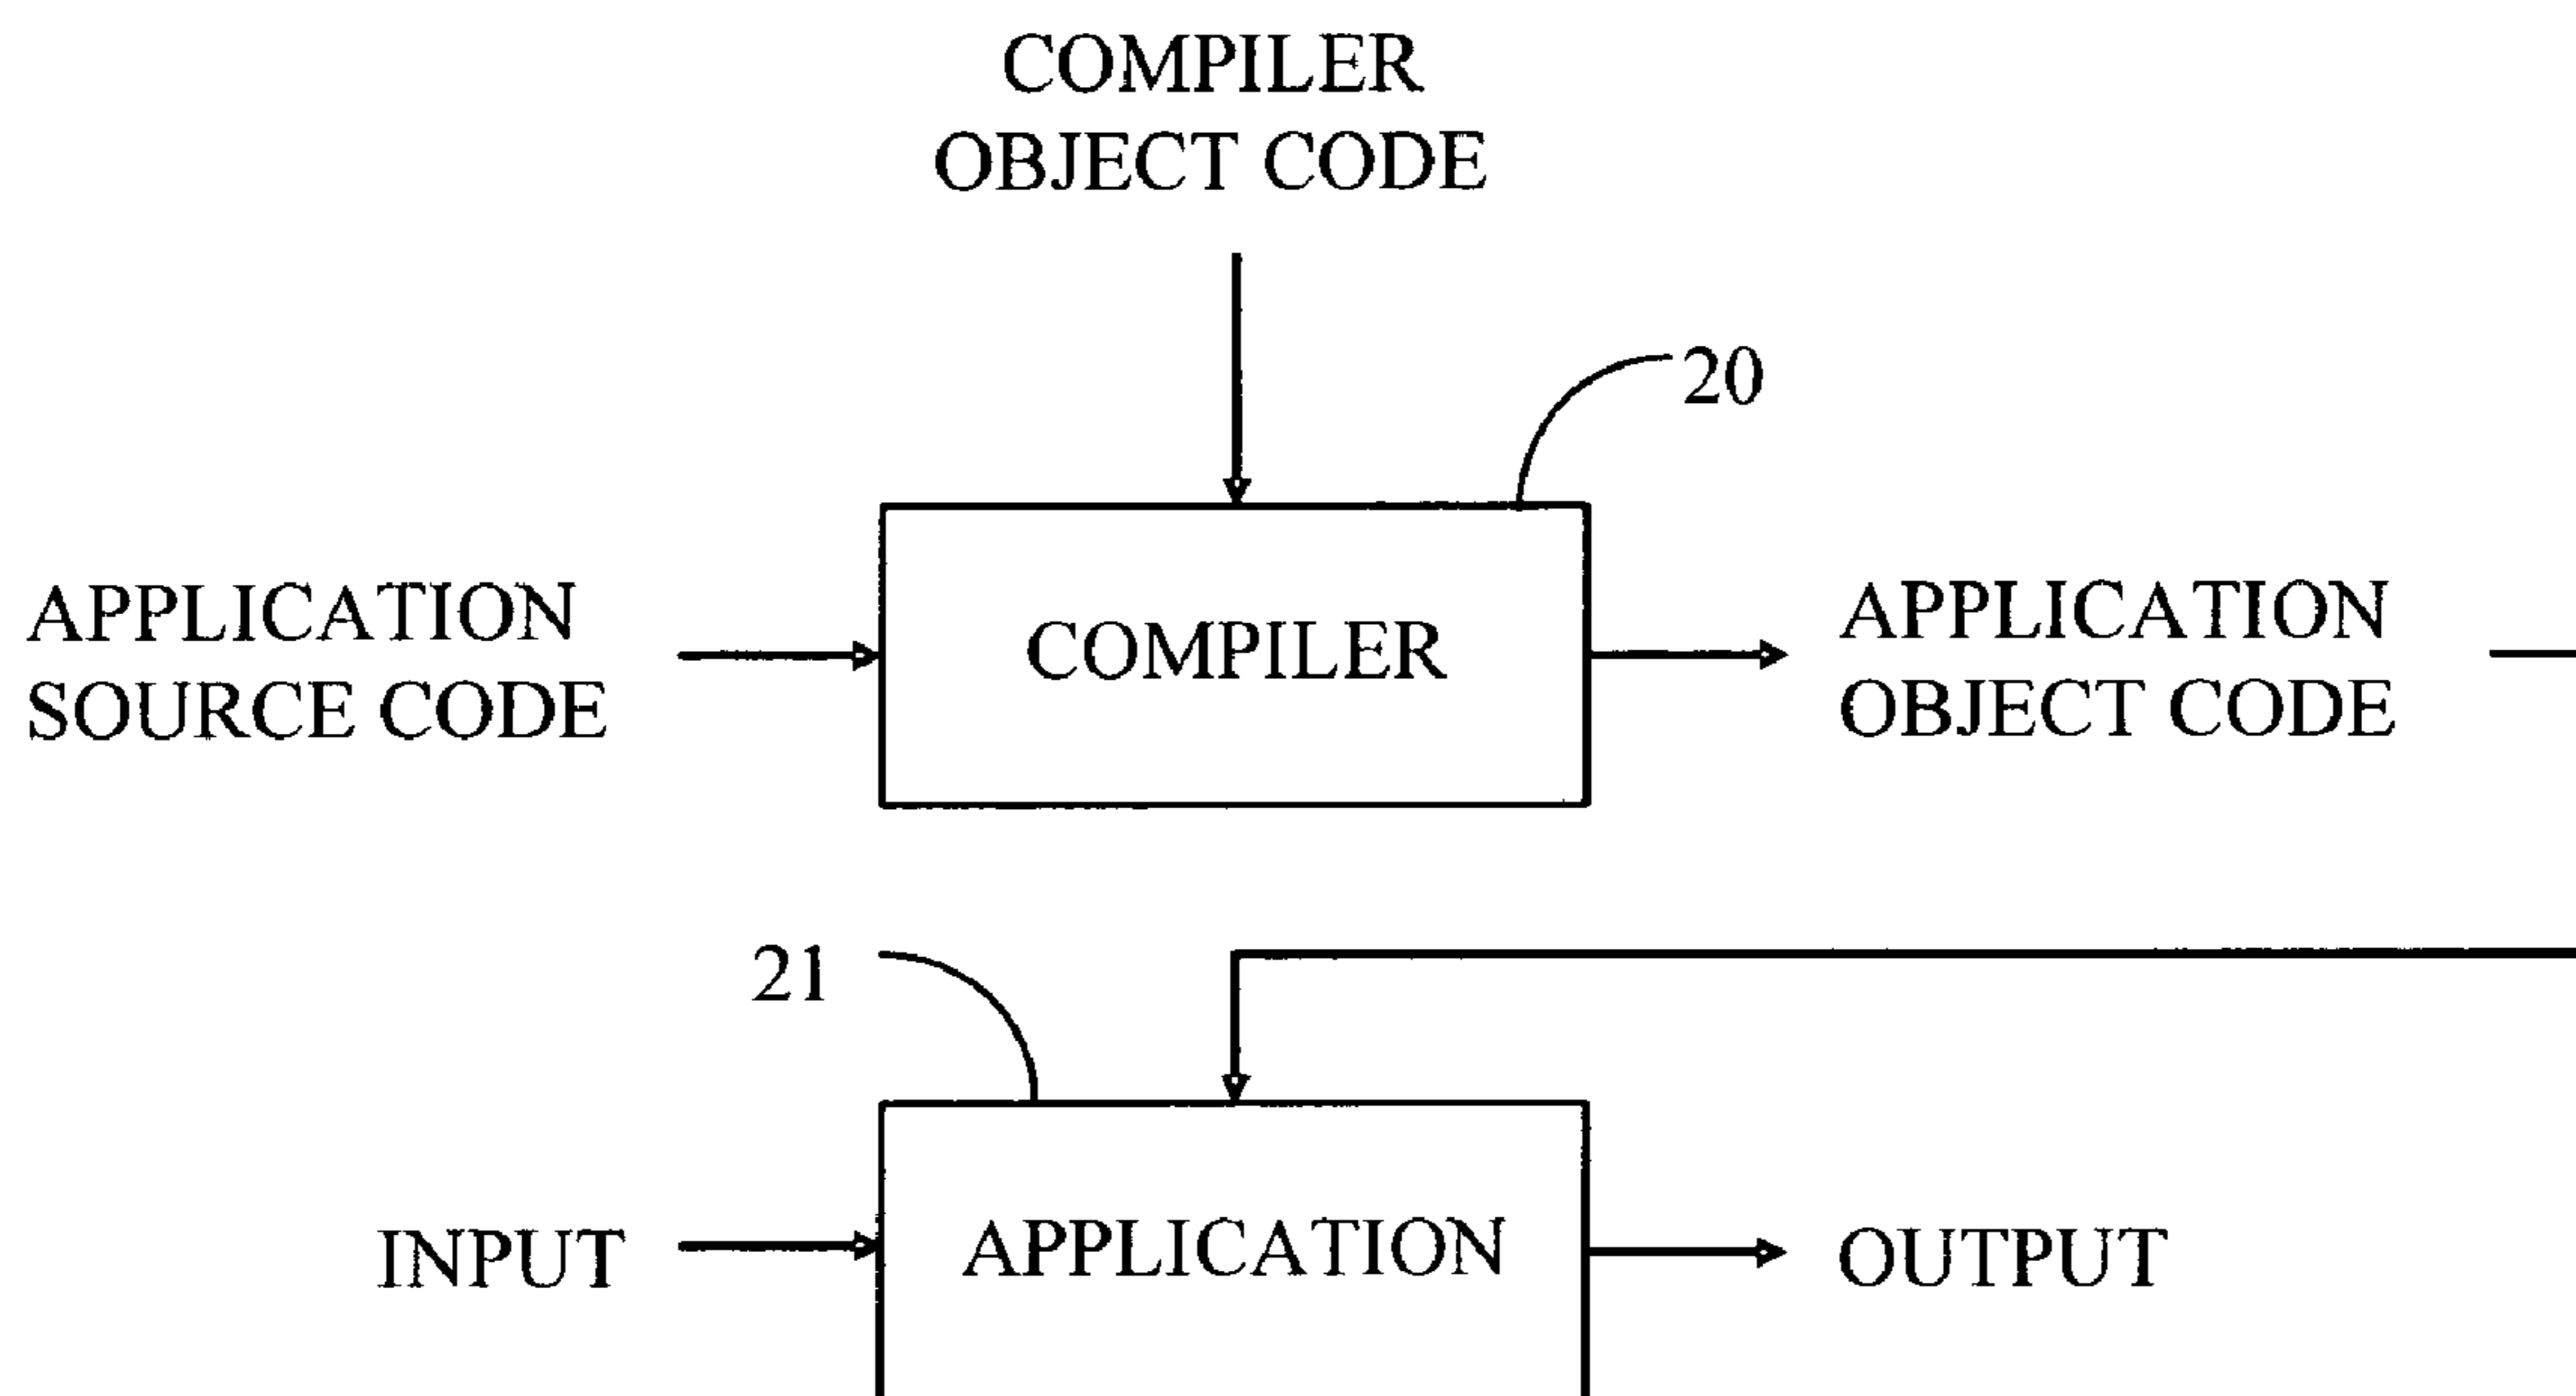 COMPILER
OBJECT CODE
20
APPLICATION
SOURCE CODE
COMPILER
APPLICATION
OBJECT CODE
21
INPUT
APPLICATION
OUTPUT